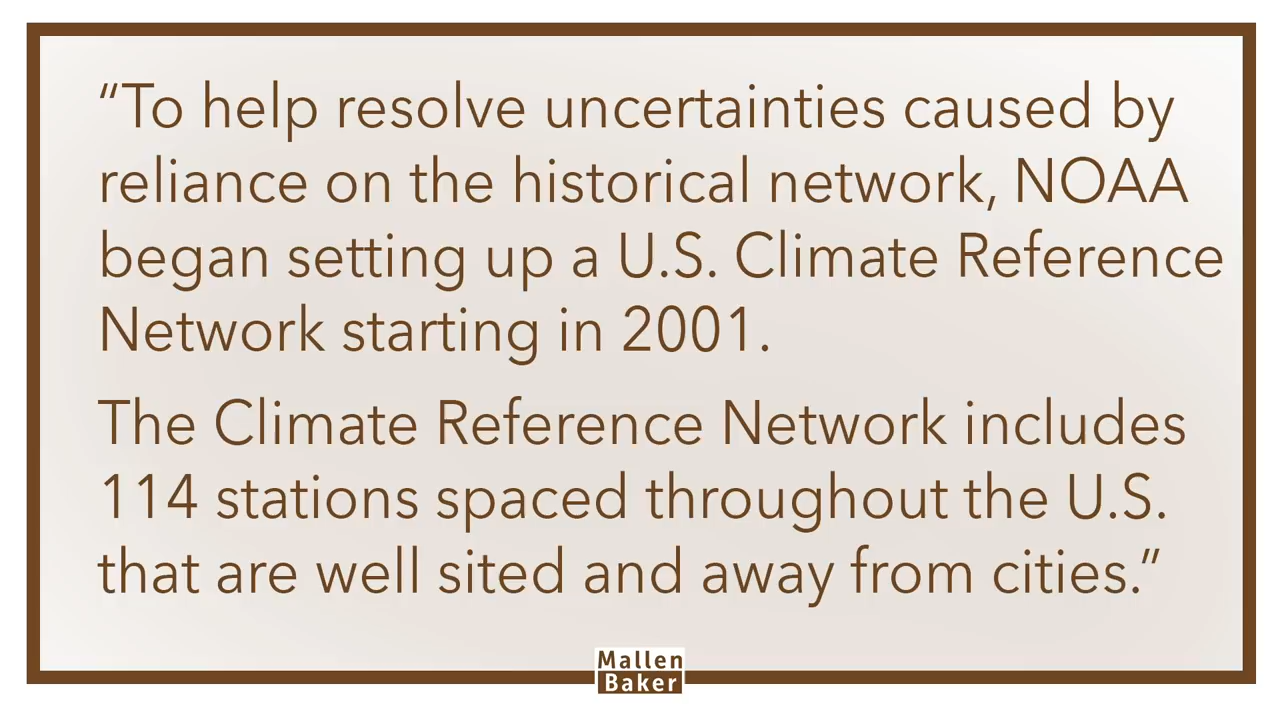 “To help resolve uncertainties caused by
reliance on the historical network, NOAA
began setting up a U.S. Climate Reference
Network starting in 2001.
The Climate Reference Network includes
114 stations spaced throughout the U.S.
that are well sited and away from cities.”
Mallen
Baker